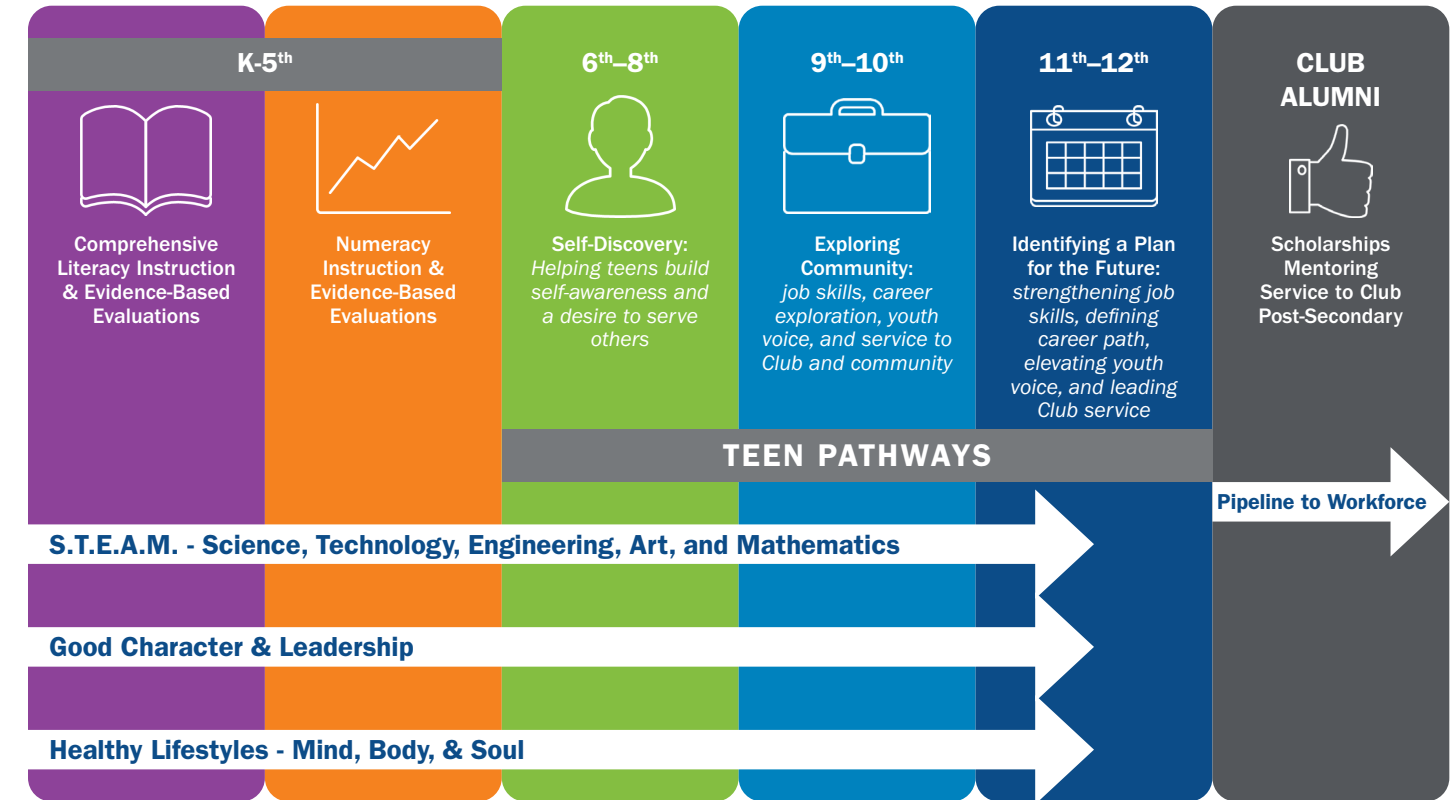 K-5th
Comprehensive
Literacy Instruction
& Evidence-Based
Evaluations
Numeracy
Instruction &
Evidence-Based
Evaluations
6th–8th
Self-Discovery:
Helping teens build
self-awareness and
a desire to serve
others
9th–10th
Exploring
Community:
job skills, career
exploration, youth
voice, and service to
Club and community
11th–12th
Identifying a Plan
for the Future:
strengthening job
skills, defining
career path,
elevating youth
voice, and leading
Club service
CLUB
ALUMNI
Scholarships
Mentoring
Service to Club
Post-Secondary
TEEN PATHWAYS
Pipeline to Workforce
S.T.E.A.M. - Science, Technology, Engineering, Art, and Mathematics
Good Character & Leadership
Healthy Lifestyles - Mind, Body, & Soul